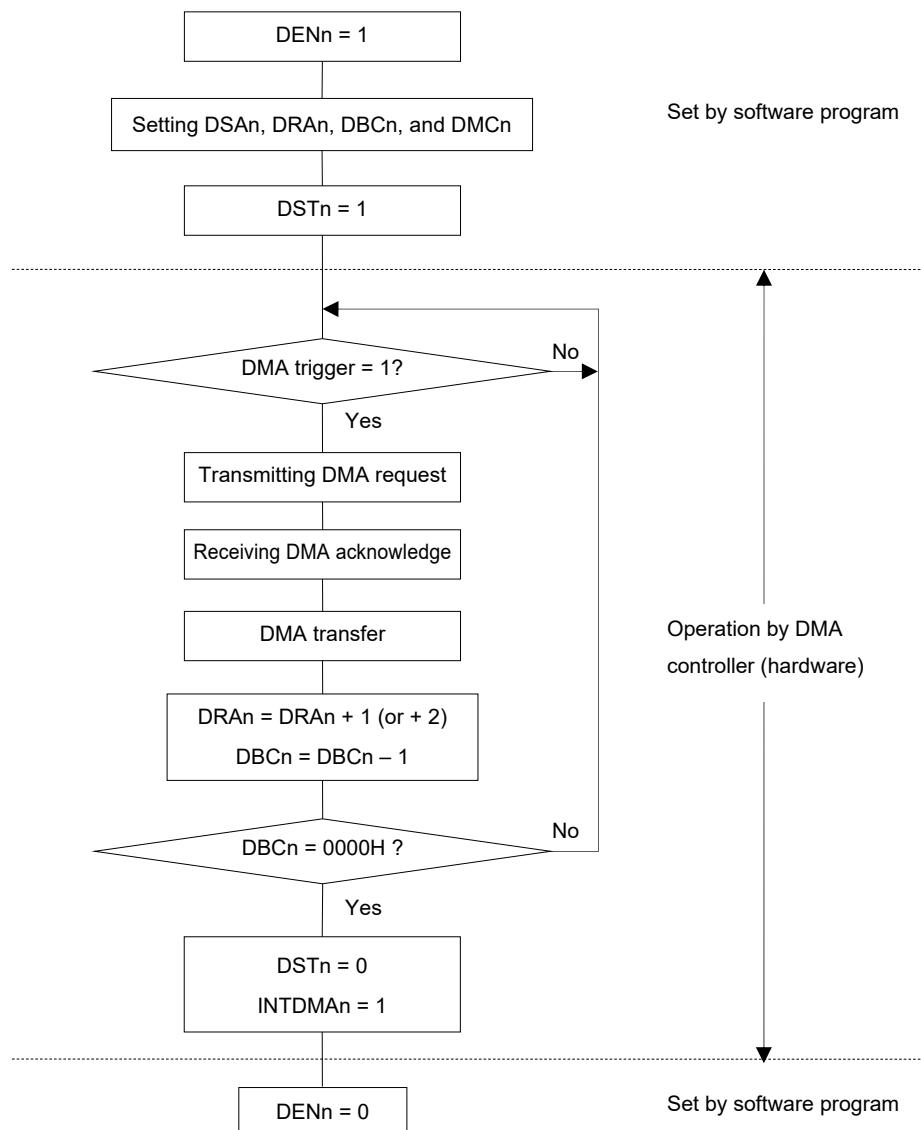 DENn = 1
Setting DSAn, DRAn, DBCn, and DMCn
Set by software program
DSTn = 1
DMA trigger = 1?
No
Yes
Transmitting DMA request
Receiving DMA acknowledge
DMA transfer
Operation by DMA
controller (hardware)
DRAn = DRAn + 1 (or + 2)
DBCn = DBCn – 1
DBCn = 0000H ?
No
Yes
DSTn = 0
INTDMAn = 1
DENn = 0
Set by software program